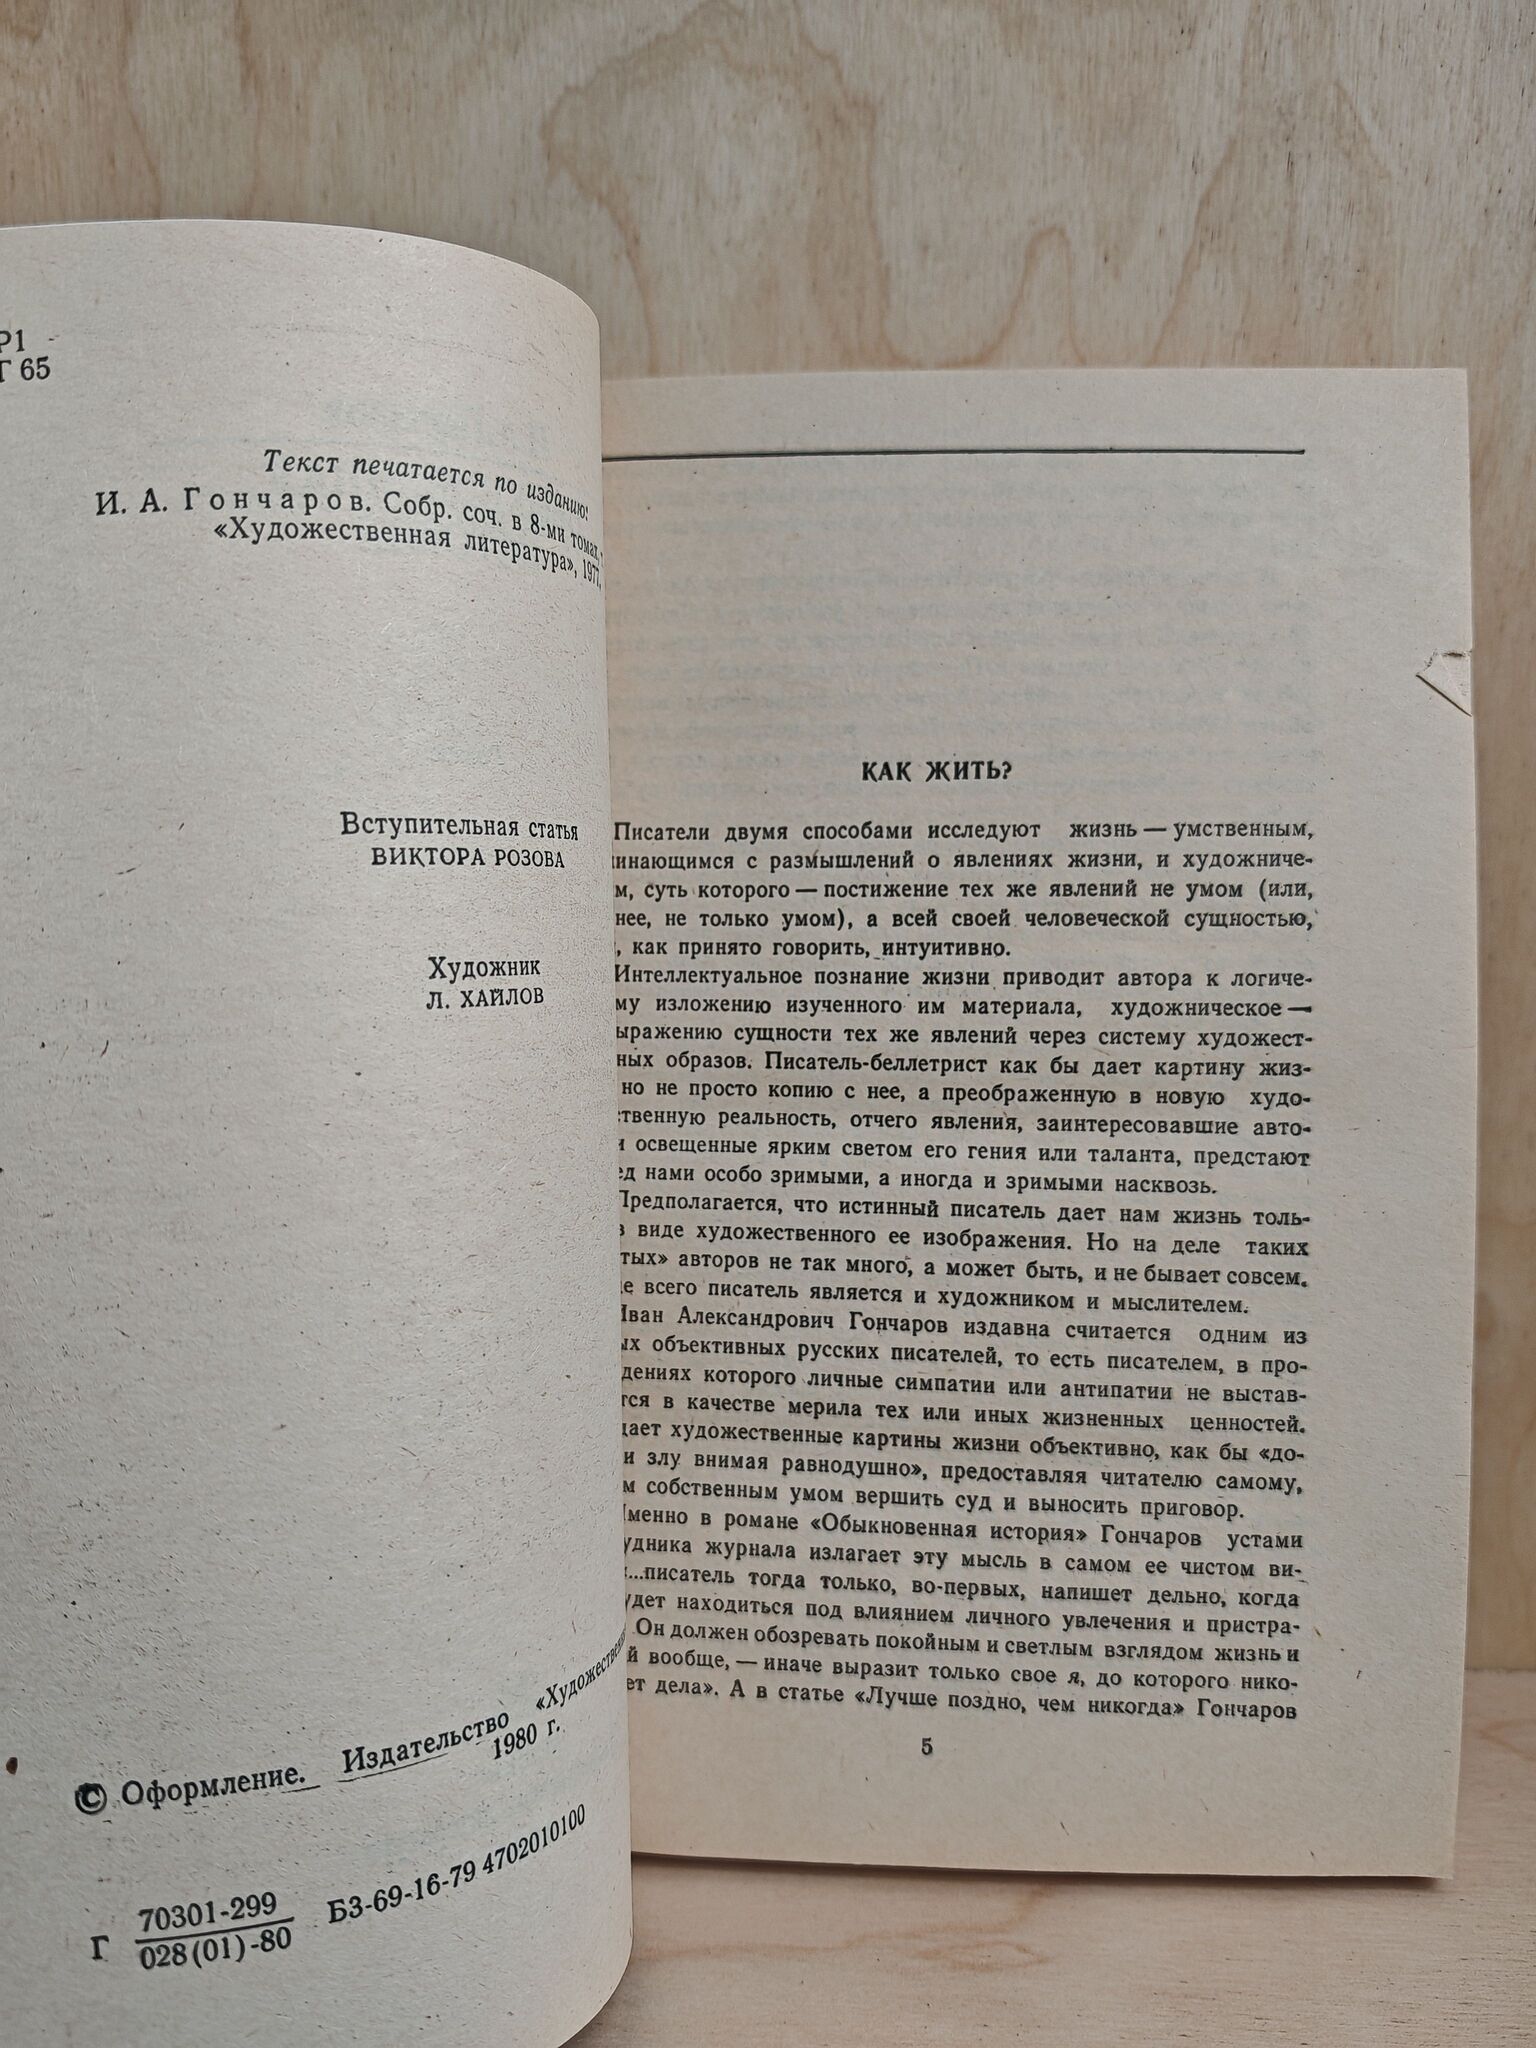 Р1
Г 65
Текст печатается по изданию:
И. А. Гончаров. Собр. соч. в 8-ми томах,
«Художественная литература», 1977.
Вступительная статья
ВИКТОРА РОЗОВА
Художник
Л. ХАЙЛОВ
© Оформление. Издательство «Художествен
1980 г.
Г 70301-299
028(01)-80
БЗ-69-16-79 4702010100
КАК ЖИТЬ?
Писатели двумя способами исследуют жизнь — умственным,
инающимся с размышлений о явлениях жизни, и художниче-
м, суть которого — постижение тех же явлений не умом (или,
нее, не только умом), а всей своей человеческой сущностью,
, как принято говорить, интуитивно.
Интеллектуальное познание жизни приводит автора к логиче-
му изложению изученного им материала, художническое —
ыражению сущности тех же явлений через систему художест-
ных образов. Писатель-беллетрист как бы дает картину жиз-
но не просто копию с нее, а преображенную в новую худо-
ственную реальность, отчего явления, заинтересовавшие авто-
и освещенные ярким светом его гения или таланта, предстают
ед нами особо зримыми, а иногда и зримыми насквозь.
Предполагается, что истинный писатель дает нам жизнь толь-
в виде художественного ее изображения. Но на деле таких
тых» авторов не так много, а может быть, и не бывает совсем.
е всего писатель является и художником и мыслителем.
Иван Александрович Гончаров издавна считается одним из
ых объективных русских писателей, то есть писателем, в про-
дениях которого личные симпатии или антипатии не выстав-
тся в качестве мерила тех или иных жизненных ценностей.
дает художественные картины жизни объективно, как бы «до-
и злу внимая равнодушно», предоставляя читателю самому,
м собственным умом вершить суд и выносить приговор.
Именно в романе «Обыкновенная история» Гончаров устами
удника журнала излагает эту мысль в самом ее чистом ви-
«...писатель тогда только, во-первых, напишет дельно, когда
удет находиться под влиянием личного увлечения и пристра-
Он должен обозревать покойным и светлым взглядом жизнь и
й вообще, — иначе выразит только свое я, до которого нико-
ет дела». А в статье «Лучше поздно, чем никогда» Гончаров
5